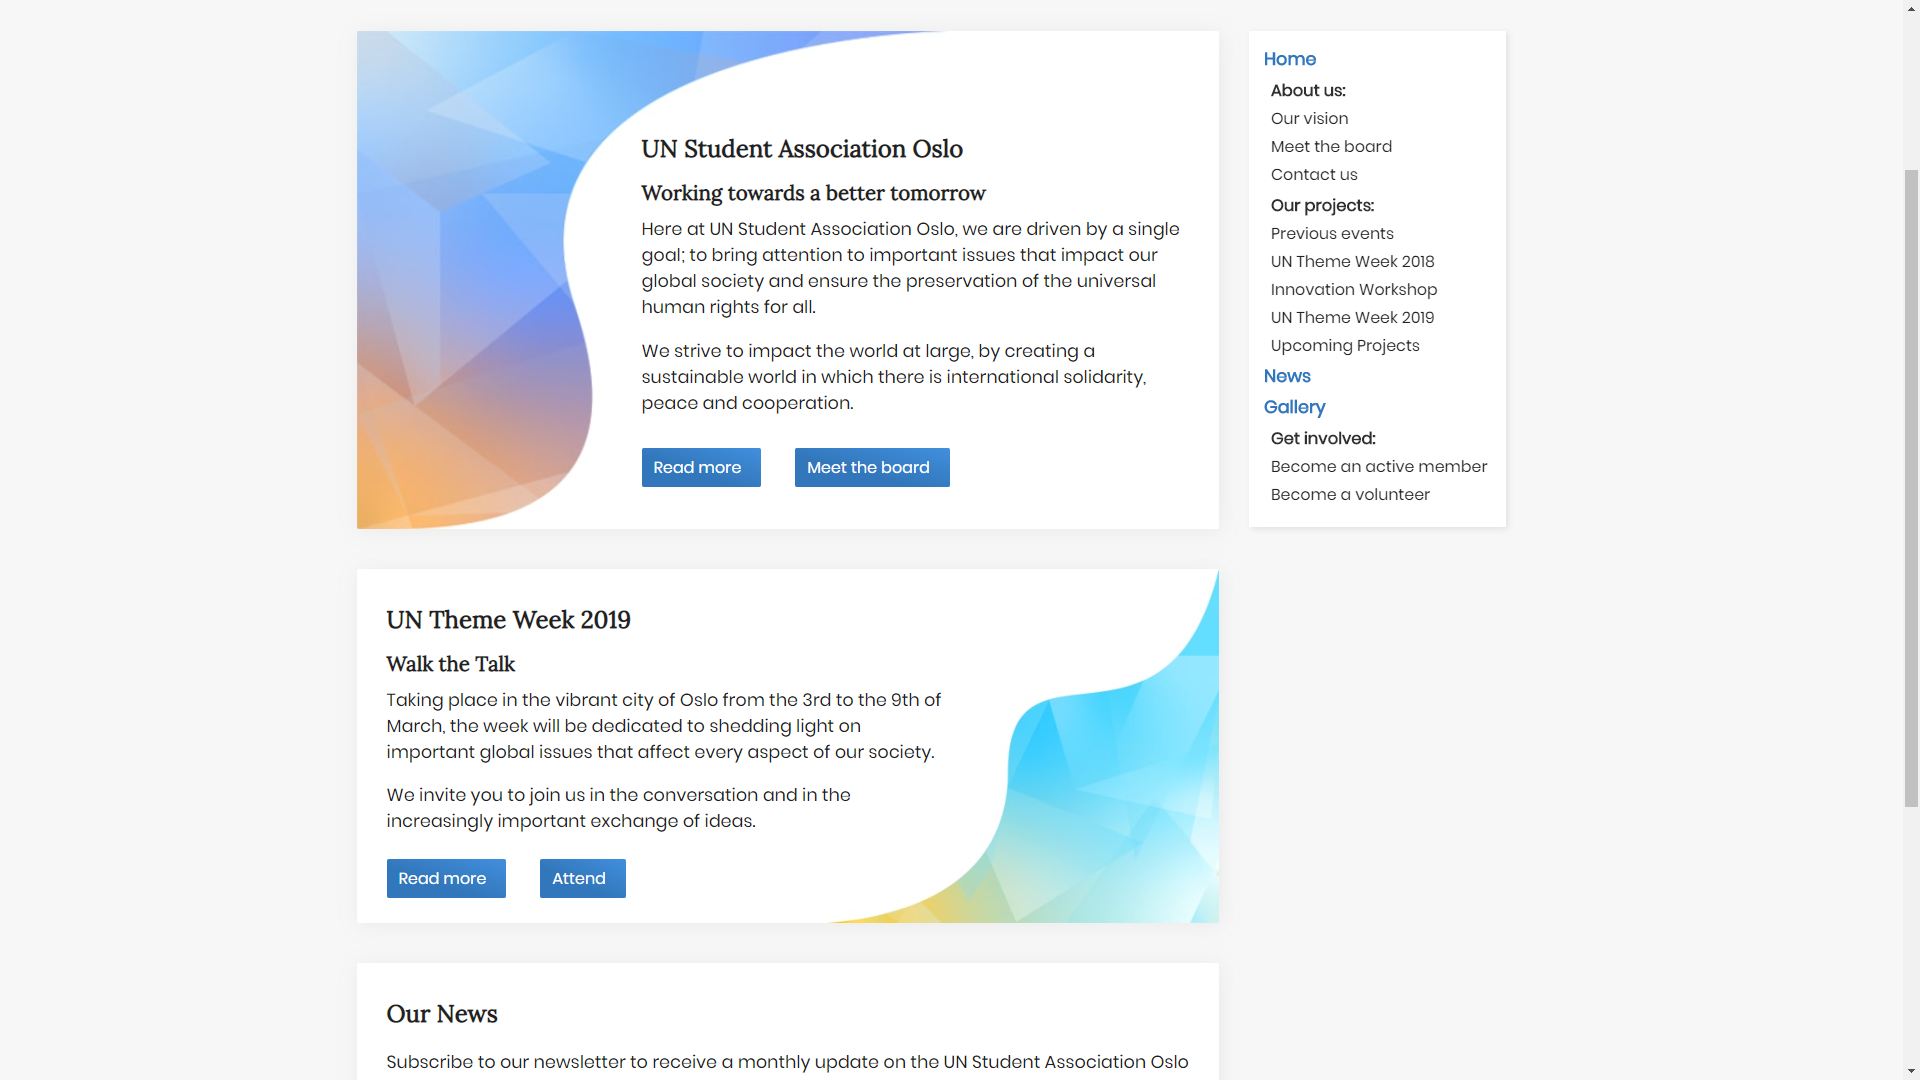 UN Student Association Oslo
Working towards a better tomorrow
Here at UN Student Association Oslo, we are driven by a single
goal; to bring attention to important issues that impact our
global society and ensure the preservation of the universal
human rights for all.
We strive to impact the world at large, by creating a
sustainable world in which there is international solidarity,
peace and cooperation.
Read more
Meet the board
Home
About us:
Our vision
Meet the board
Contact us
Our projects:
Previous events
UN Theme Week 2018
Innovation Workshop
UN Theme Week 2019
Upcoming Projects
News
Gallery
Get involved:
Become an active member
Become a volunteer
UN Theme Week 2019
Walk the Talk
Taking place in the vibrant city of Oslo from the 3rd to the 9th of
March, the week will be dedicated to shedding light on
important global issues that affect every aspect of our society.
We invite you to join us in the conversation and in the
increasingly important exchange of ideas.
Read more
Attend
Our News
Subscribe to our newsletter to receive a monthly update on the UN Student Association Oslo